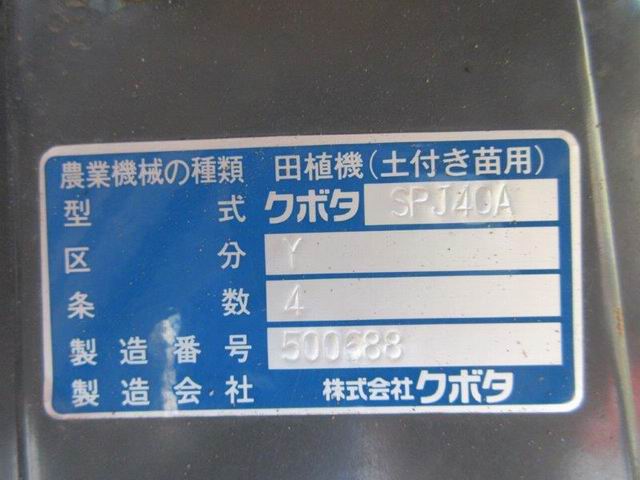 農業機械の種類 田植機(土付き苗用)
型式 クボタ SPJ40A
区分 Y
条数 4
製造番号 500688
製造会社 株式会社クボタ